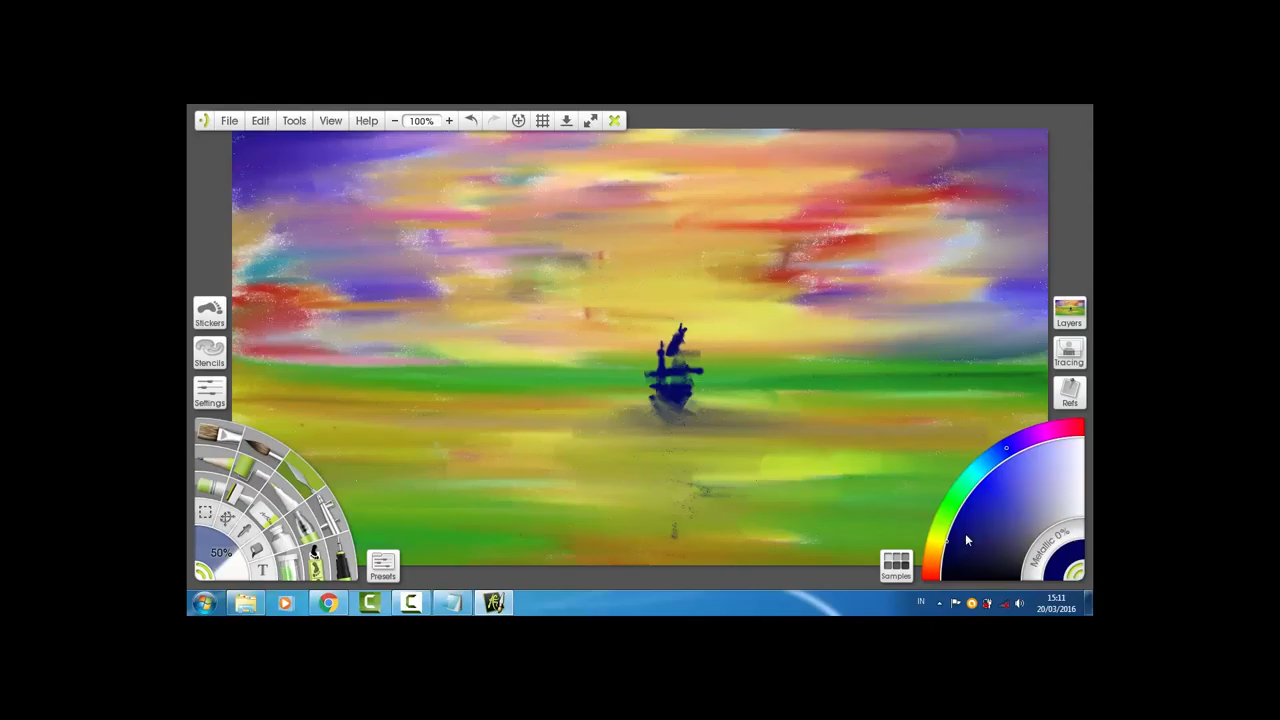 File Edit Tools View Help 100%
Stickers
Layers
Stencils
Tracing
Settings
Refs
50%
T
Metallic 0%
Presets
Samples
IN 15:11
20/03/2016